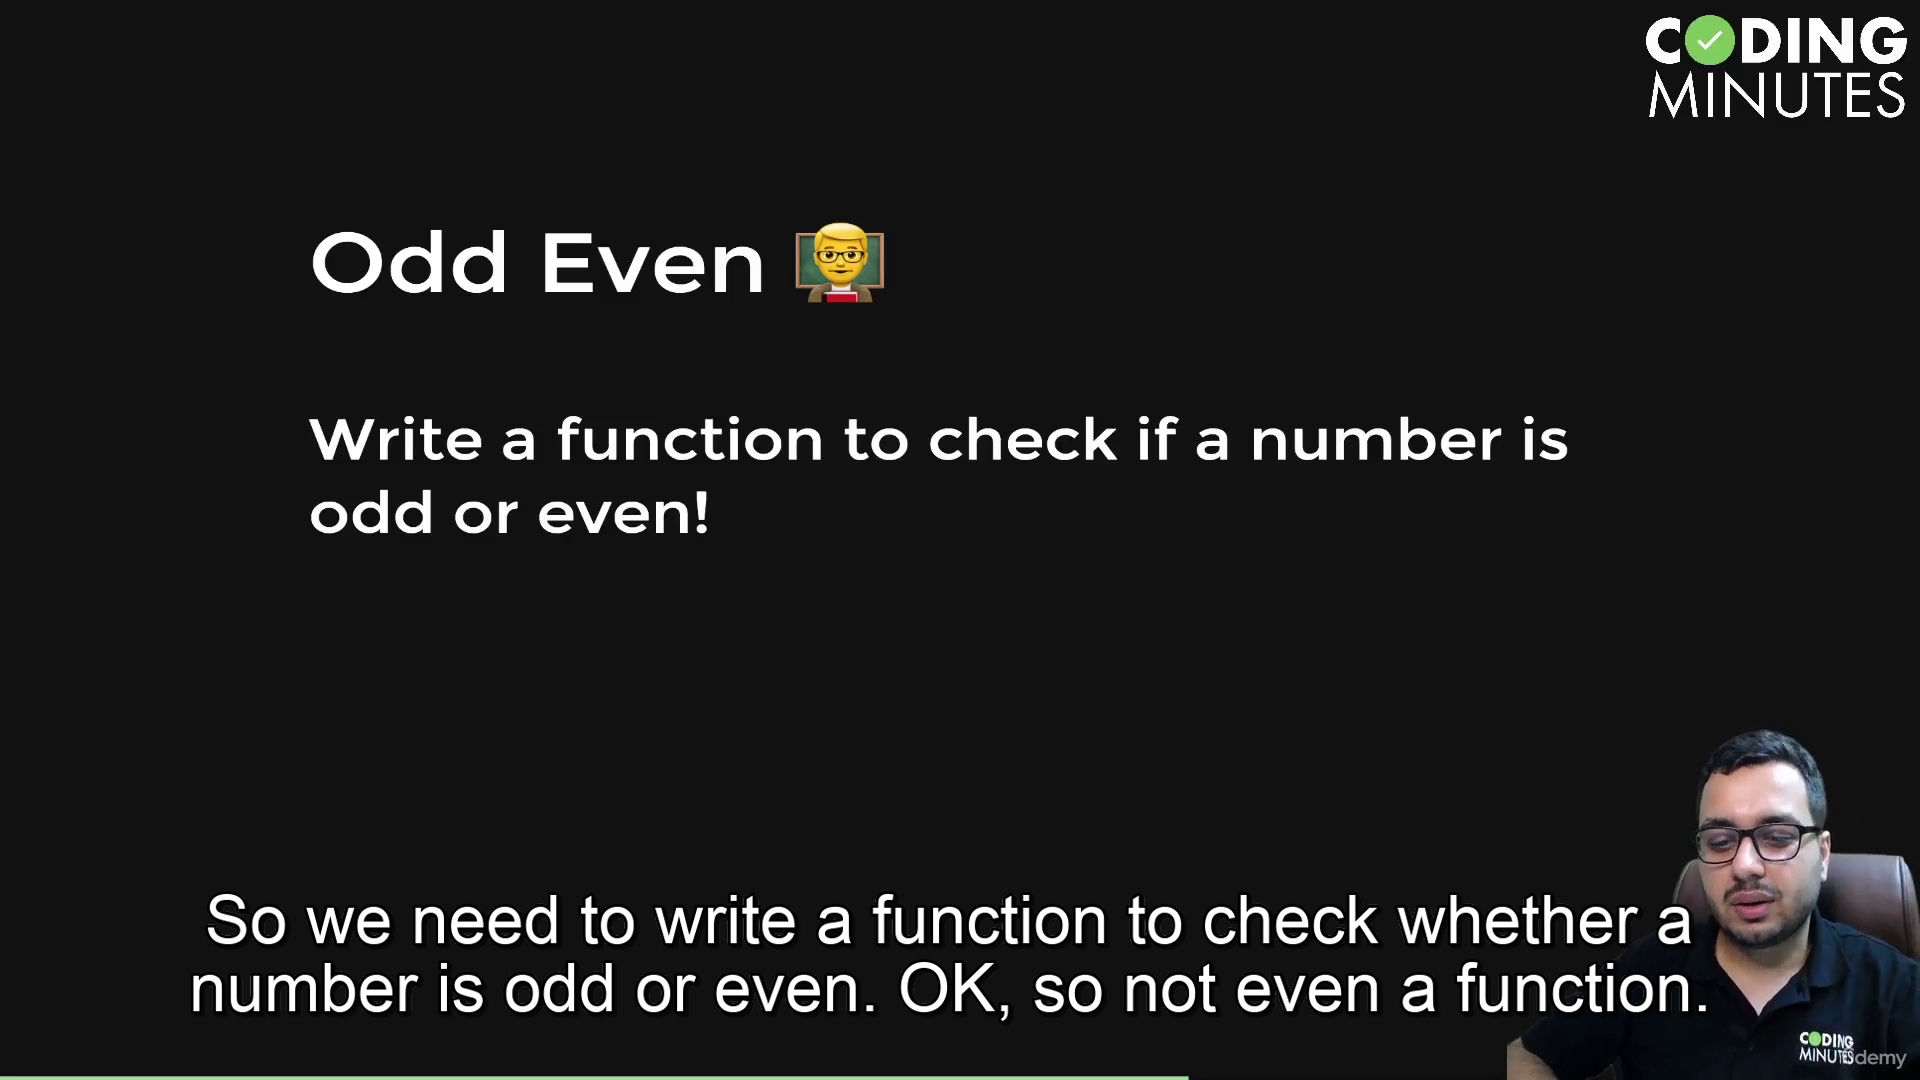 CODING
MINUTES
Odd Even
Write a function to check if a number is
odd or even!
So we need to write a function to check whether a
number is odd or even. OK, so not even a function.
CODING
MINUTES
demy